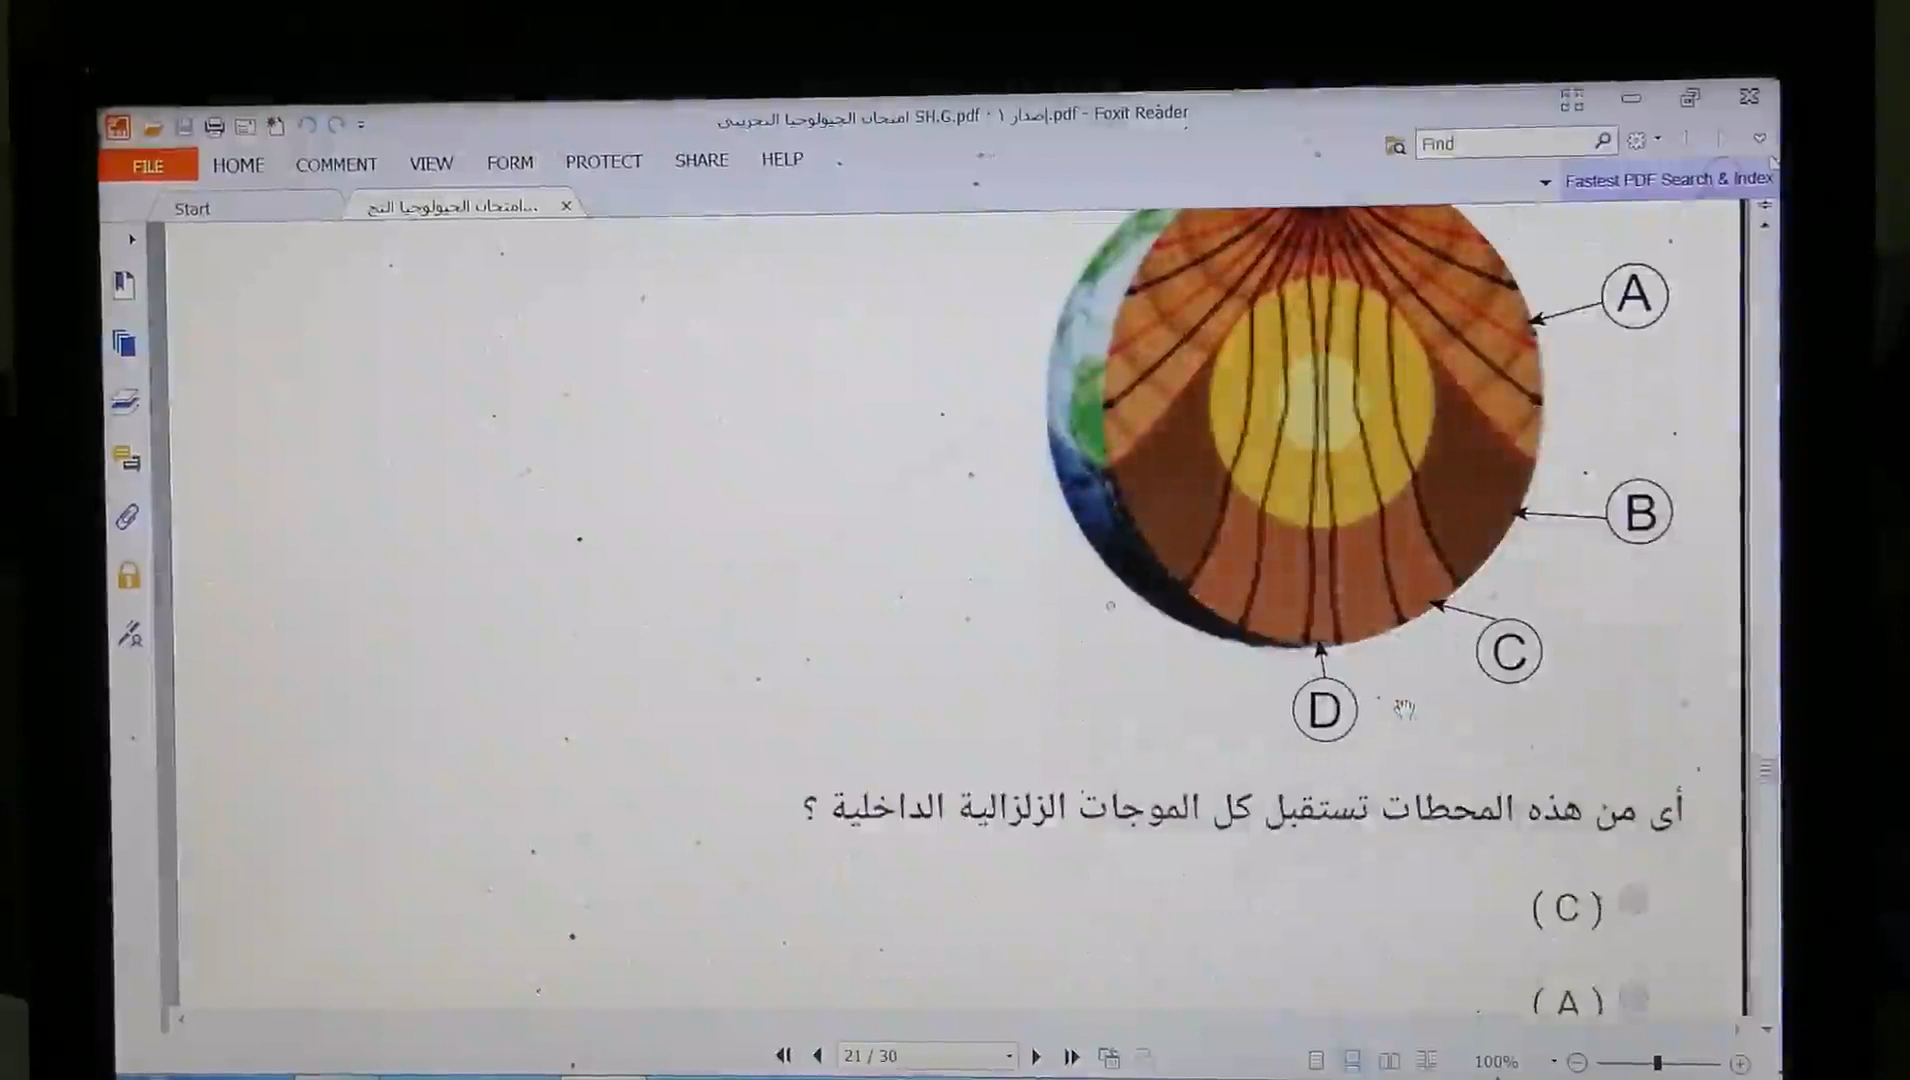 امتحان الجيولوجيا التجريبى SH.G.pdf · إصدار ١.pdf - Foxit Reader
Find
FILE HOME COMMENT VIEW FORM PROTECT SHARE HELP
Fastest PDF Search & Index
Start
امتحان الجيولوجيا التج...
A
B
C
D
أى من هذه المحطات تستقبل كل الموجات الزلزالية الداخلية ؟
( C )
( A )
21 / 30
100%